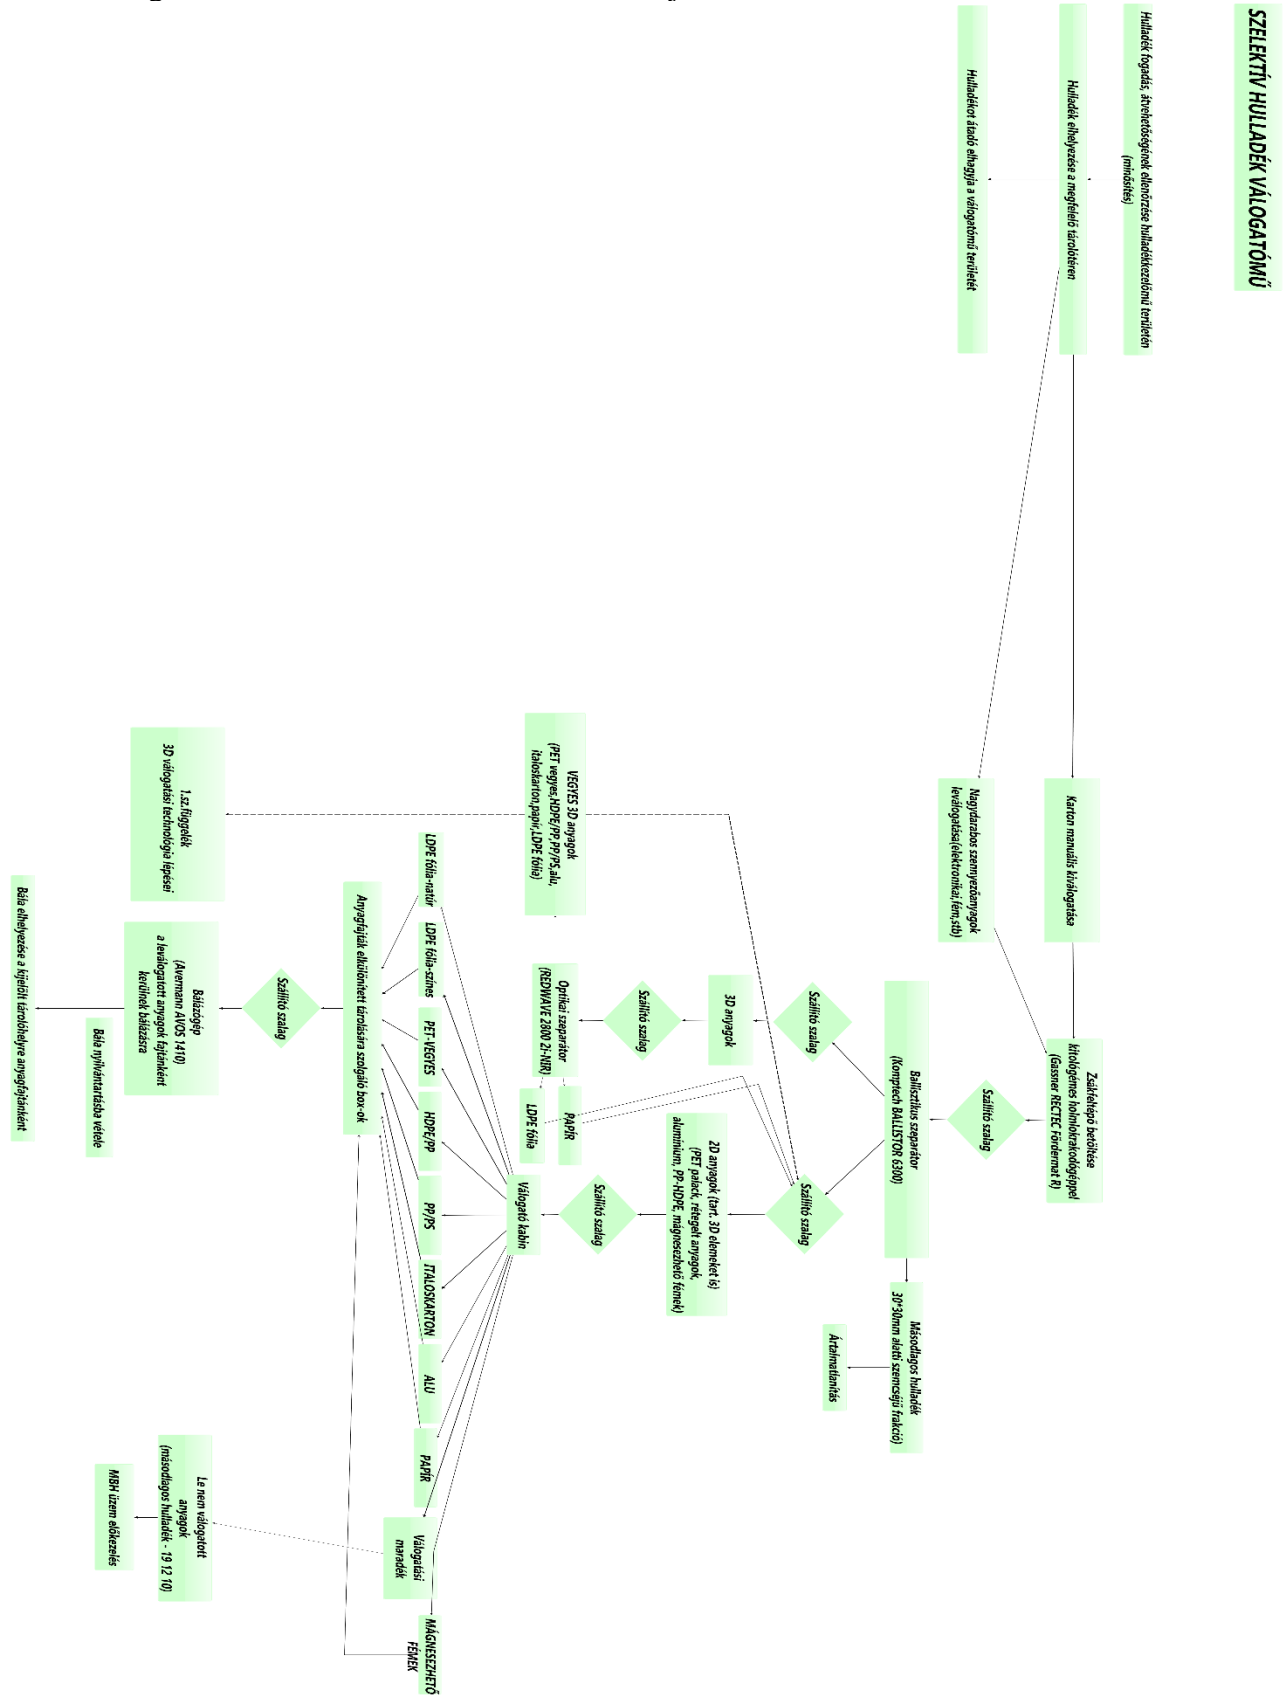 SZELEKTÍV HULLADÉK VÁLOGATÓMŰ
Hulladék fogadás, átvehetőségének ellenőrzése hulladékkezelőmű területén
(minősítés)
Hulladék elhelyezése a megfelelő tárolótéren
Hulladékot átadó elhagyja a válogatómű területét
Karton manuális kiválogatása
Nagydarabos szennyezőanyagok
leválogatása(elektronikai,fém,stb)
Zsákfeltépő betöltése
kitológémes holmlokrakodógéppel
(Gassner RECTEC Fördermat R)
Szállító szalag
Ballisztikus szeparátor
(Komptech BALLISTOR 6300)
Másodlagos hulladék
30*30mm alatti szemcséjű frakció)
Ártalmatlanítás
Szállító szalag
3D anyagok
Szállító szalag
Optikai szeparátor
(REDWAVE 2800 2i-NIR)
PAPÍR
LDPE fólia
VEGYES 3D anyagok
(PET vegyes,HDPE/PP,PP/PS,alu,
italoskarton,papír,LDPE fólia)
1.sz.függelék
3D válogatási technológia lépései
Szállító szalag
2D anyagok (tart. 3D elemeket is)
(PET palack, rétegelt anyagok,
alumínium, PP-HDPE, mágnesezhető fémek)
Szállító szalag
Válogató kabin
LDPE fólia-natúr
LDPE fólia-színes
PET-VEGYES
HDPE/PP
PP/PS
ITALOSKARTON
ALU
PAPÍR
Válogatási
maradék
MÁGNESEZHETŐ
FÉMEK
Anyagfajták elkülönített tárolására szolgáló box-ok
Szállító szalag
Bálázógép
(Avermann AVOS 1410)
a leválogatott anyagok fajtánként
kerülnek bálázásra
Bála nyilvántartásba vétele
Bála elhelyezése a kijelölt tárolóhelyre anyagfajtánként
Le nem válogatott
anyagok
(másodlagos hulladék - 19 12 10)
MBH üzem előkezelés